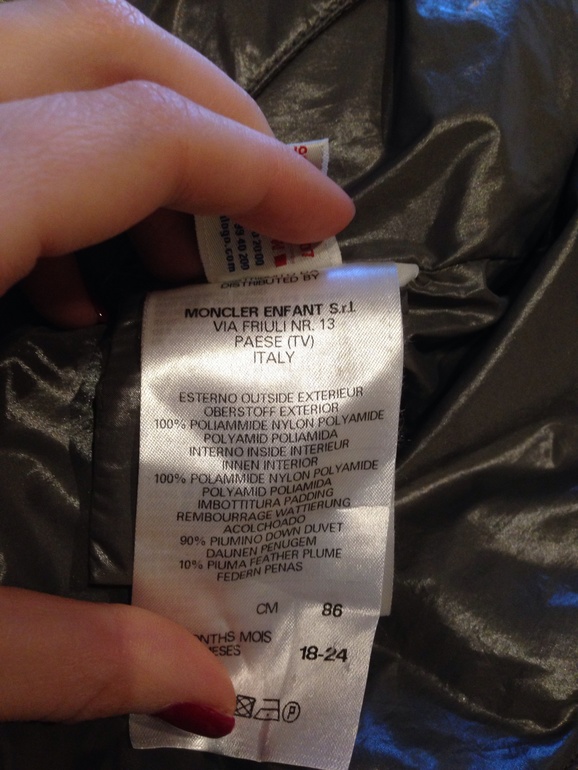 DISTRIBUTED BY
MONCLER ENFANT S.r.l.
VIA FRIULI NR. 13
PAESE (TV)
ITALY
ESTERNO OUTSIDE EXTERIEUR
OBERSTOFF EXTERIOR
100% POLIAMMIDE NYLON POLYAMIDE
POLYAMID POLIAMIDA
INTERNO INSIDE INTERIEUR
INNEN INTERIOR
100% POLAMMIDE NYLON POLYAMIDE
POLYAMID POLIAMIDA
IMBOTTITURA PADDING
REMBOURRAGE WATTIERUNG
ACOLCHOADO
90% PIUMINO DOWN DUVET
DAUNEN PENUGEM
10% PIUMA FEATHER PLUME
FEDERN PENAS
CM 86
MOIS
18-24
P